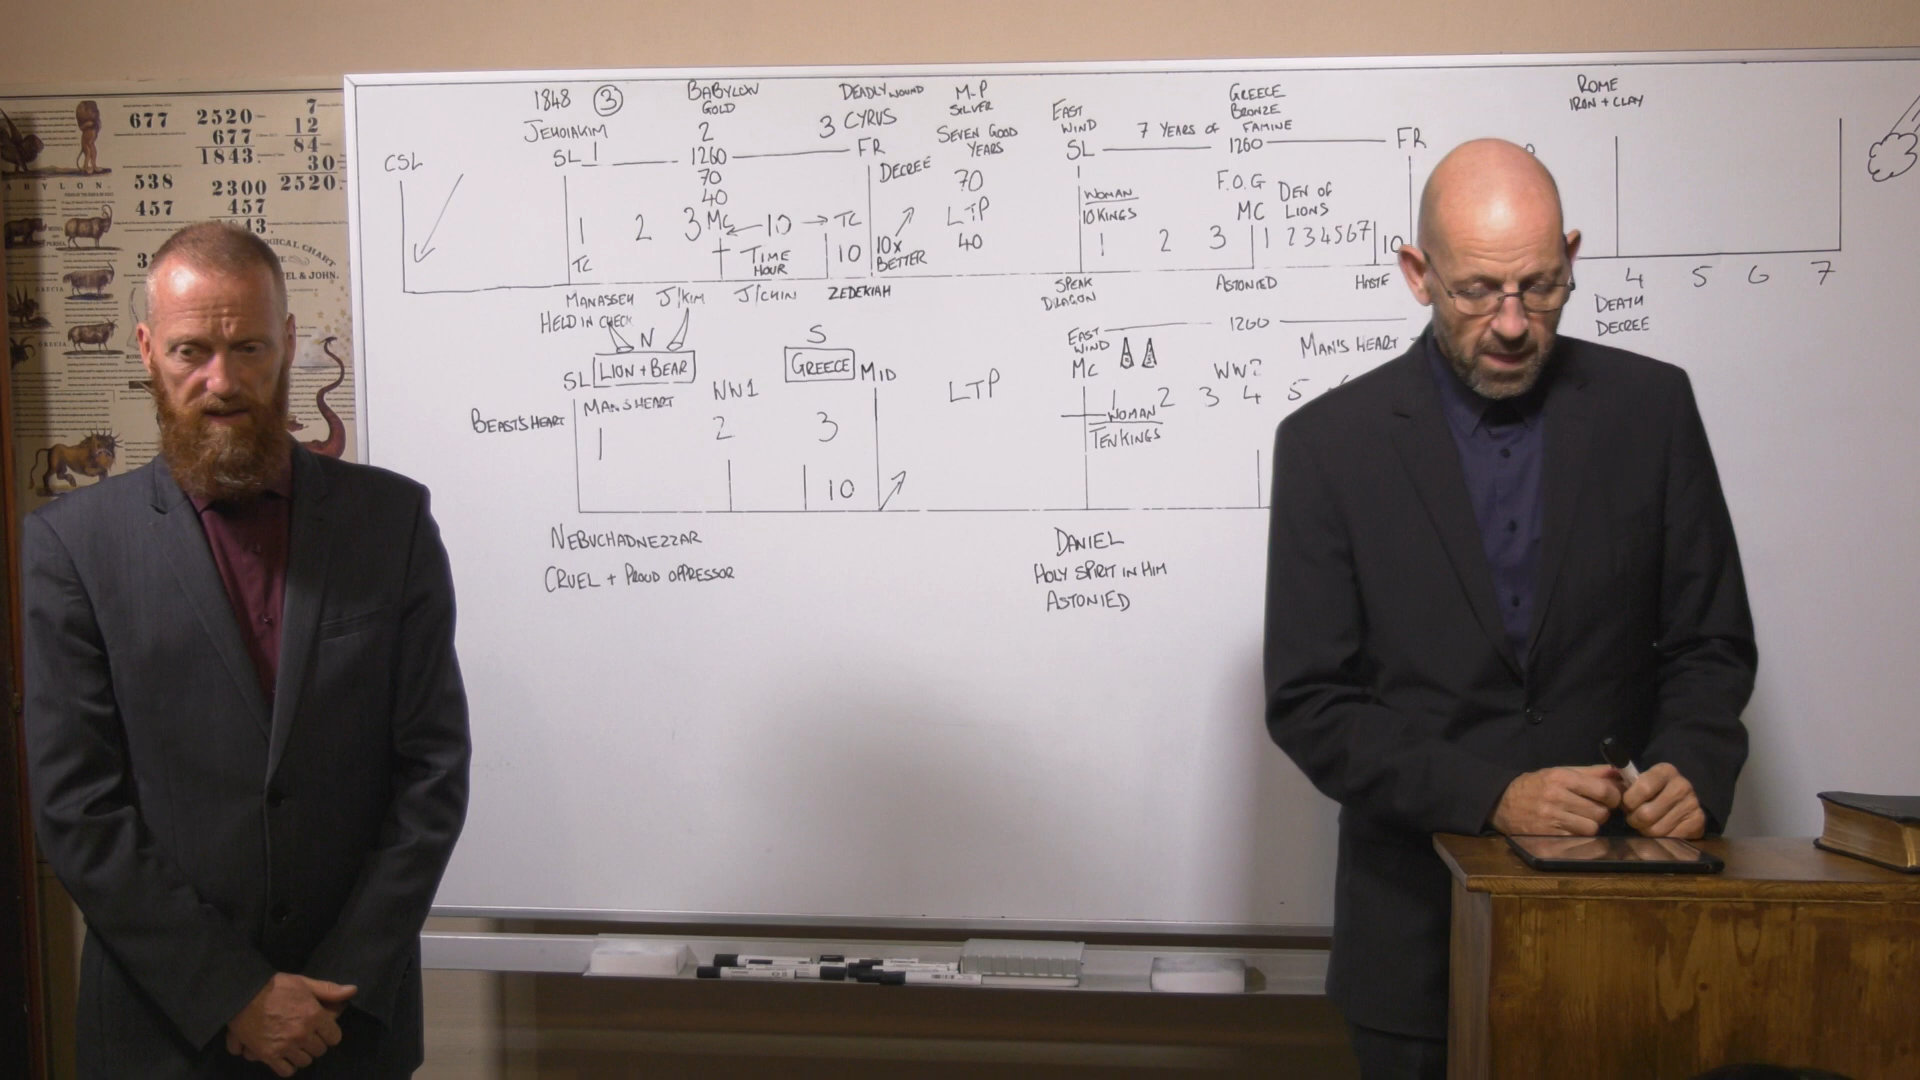 677
2520
677
1843
7
12
84
30
2520
538
457
2300
457
BABYLON.
& JOHN.
1848 ③
JEHOIAKIM
BABYLON
GOLD
2
DEADLY WOUND
3 CYRUS
M-P
SILVER
SEVEN GOOD
YEARS
EAST
WIND
7 YEARS OF FAMINE
GREECE
BRONZE
ROME
IRON + CLAY
CSL
SL 1
1260
FR
DECREE
SL
1260
FR
70
40
70
LTP
40
WOMAN
10 KINGS
F.O.G
MC
DEN OF
LIONS
1 2 3 MC ← 10 → TC
TC
TIME
HOUR
10
10X
BETTER
1 2 3 1 2 3 4 5 6 7 10
MANASSEH J/KIM J/CHIN ZEDEKIAH
HELD IN CHECK
SPEAK
DRAGON
ASTONIED
HASTE
4 5 6 7
DEATH
DECREE
N
LION + BEAR
S
GREECE
SL
MID
EAST
WIND
MC
1260
MAN'S HEART
WW?
BEAST'S HEART
MAN'S HEART
NW1
LTP
1 2 3
1 2 3 4 5
WOMAN
TEN KINGS
10
NEBUCHADNEZZAR
CRUEL + PROUD OPPRESSOR
DANIEL
HOLY SPIRIT IN HIM
ASTONIED